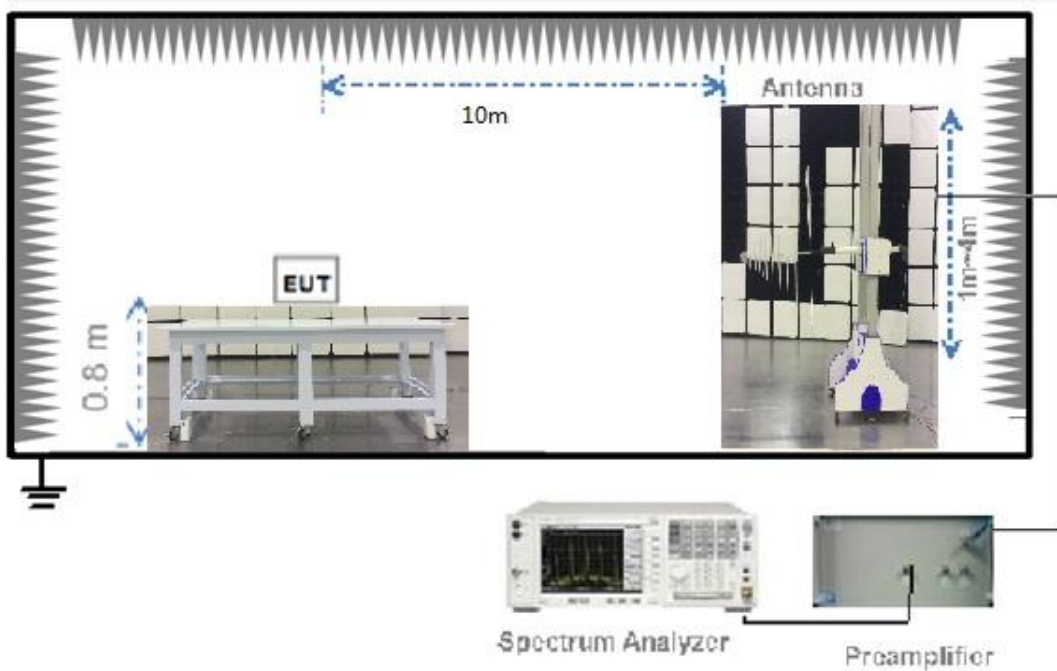 Antenna
10m
1m~4m
EUT
0.8 m
Spectrum Analyzer
Preamplifier